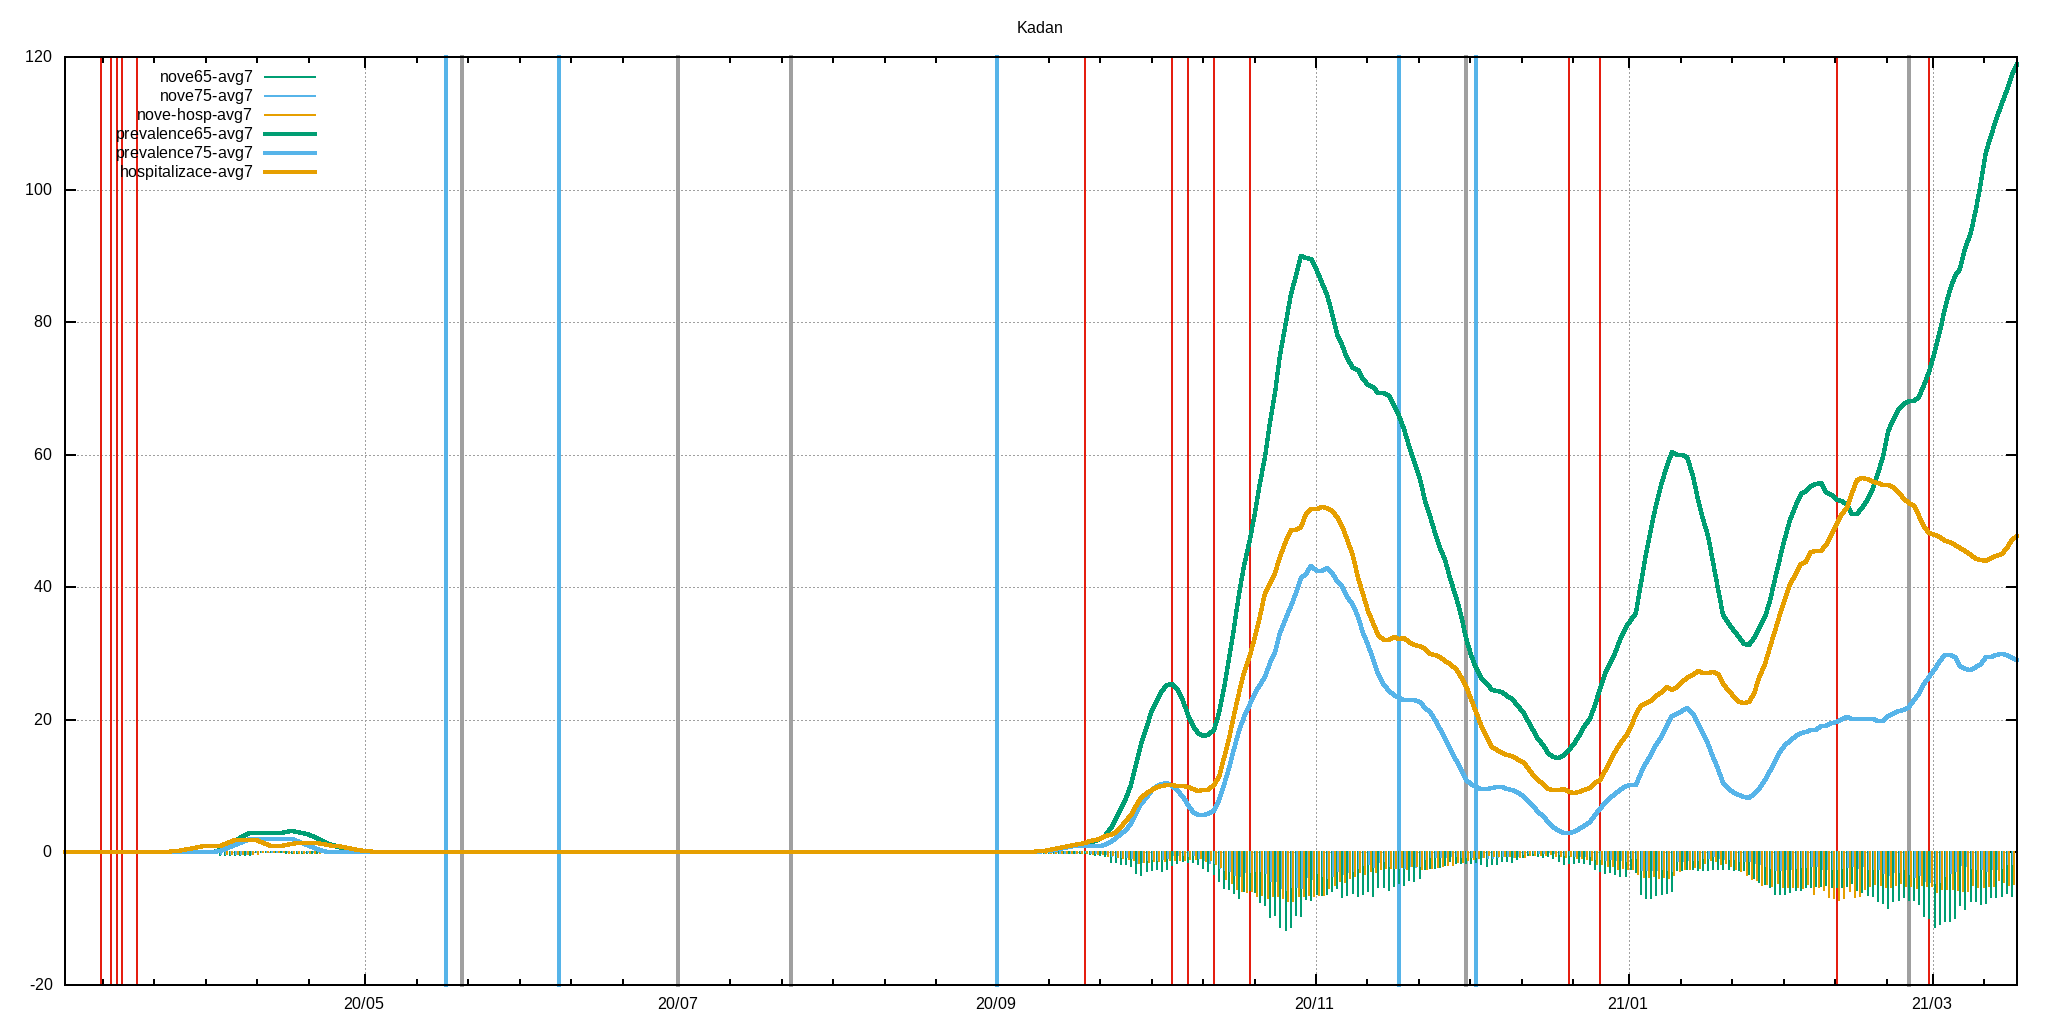 Kadan
120
100
80
60
40
20
0
-20
nove65-avg7
nove75-avg7
nove-hosp-avg7
prevalence65-avg7
prevalence75-avg7
hospitalizace-avg7
20/05
20/07
20/09
20/11
21/01
21/03